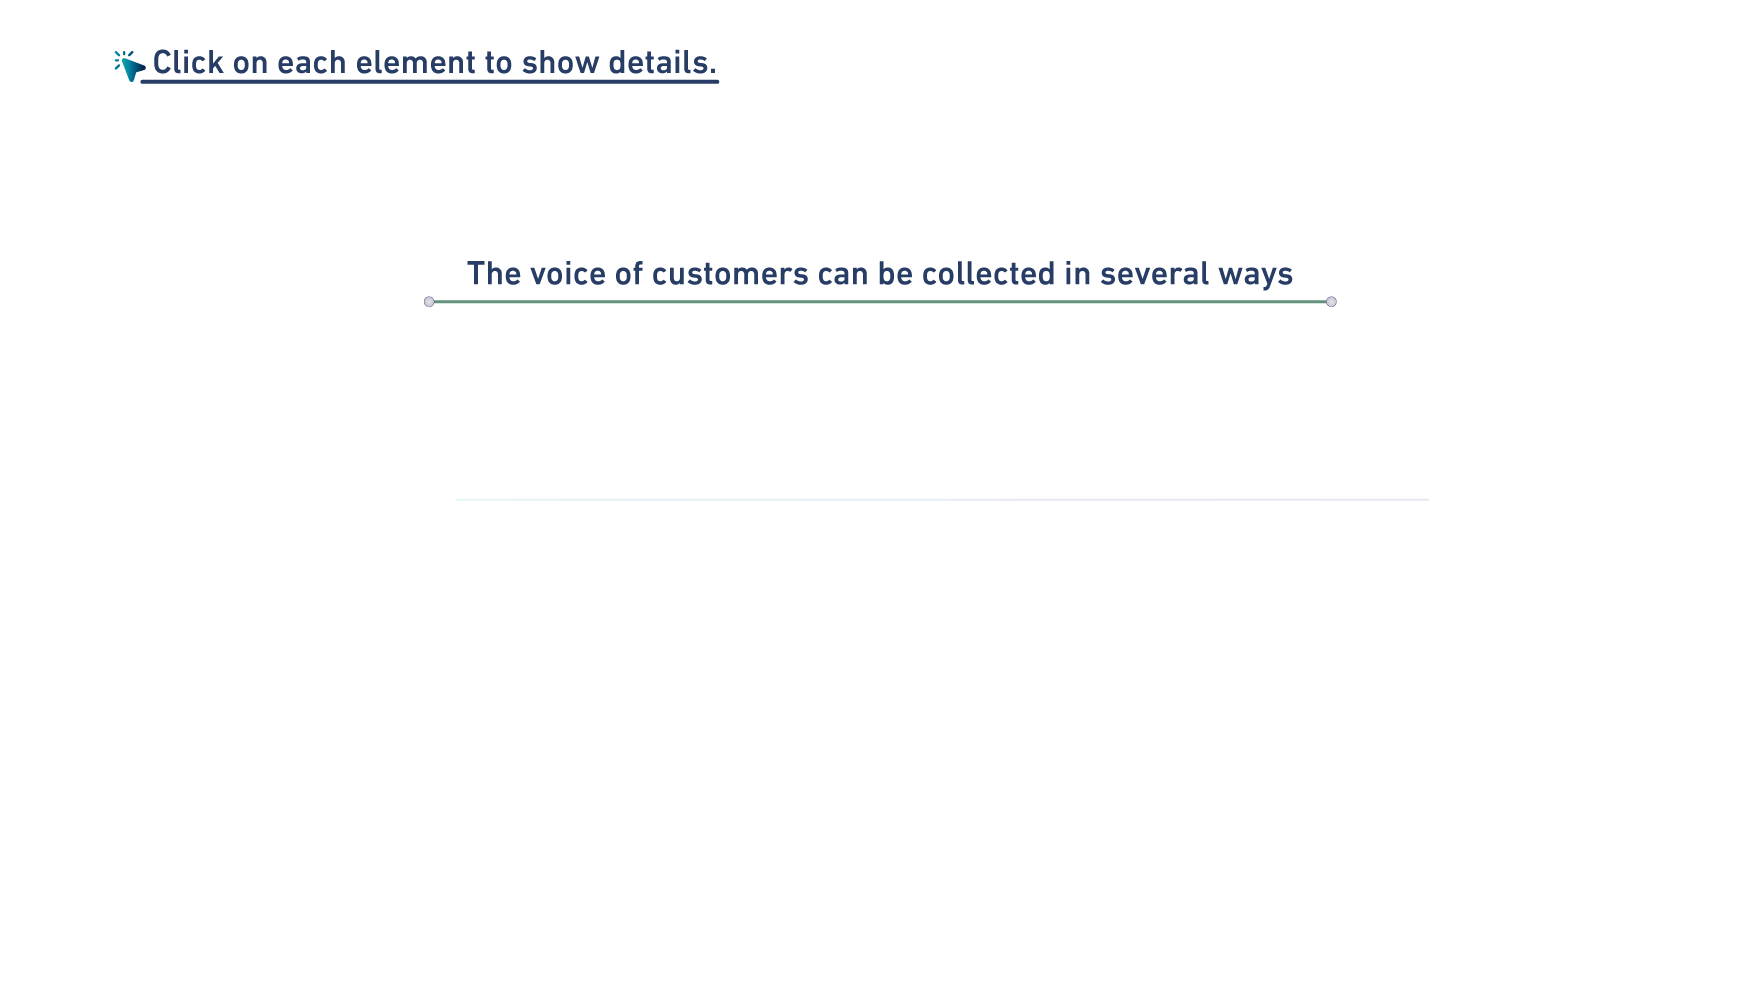 Click on each element to show details.
The voice of customers can be collected in several ways